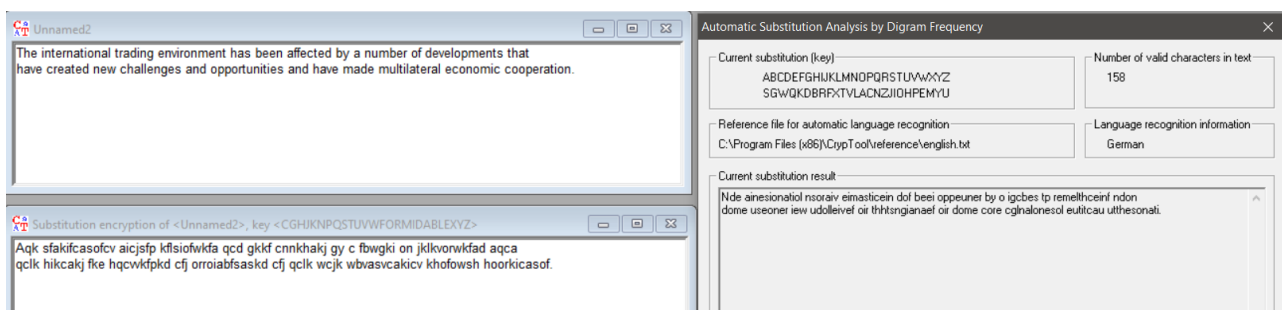 Unnamed2
The international trading environment has been affected by a number of developments that
have created new challenges and opportunities and have made multilateral economic cooperation.
Substitution encryption of <Unnamed2>, key <CGHJKNPQSTUVWFORMIDABLEXYZ>
Aqk sfakifcasofcv aicjsfp kflsiofwkfa qcd gkkf cnnkhakj gy c fbwgki on jklkvorwkfad aqca
qclk hikcakj fke hqcvvkfpkd cfj orroiabfsaskd cfj qclk wcjk wbvasvcakicv khofowsh hoorkicasof.
Automatic Substitution Analysis by Digram Frequency
Current substitution (key)
ABCDEFGHIJKLMNOPQRSTUVWXYZ
SGWQKDBRFXTVLACNZJIOHPEMYU
Number of valid characters in text
158
Reference file for automatic language recognition
C:\Program Files (x86)\CrypTool\reference\english.txt
Language recognition information
German
Current substitution result
Nde ainesionatiol nsoraiv eimasticein dof beei oppeuner by o igcbes tp remelthceinf ndon
dome useoner iew udolleivef oir thhtsngianaef oir dome core cglnalonesol eutitcau utthesonati.